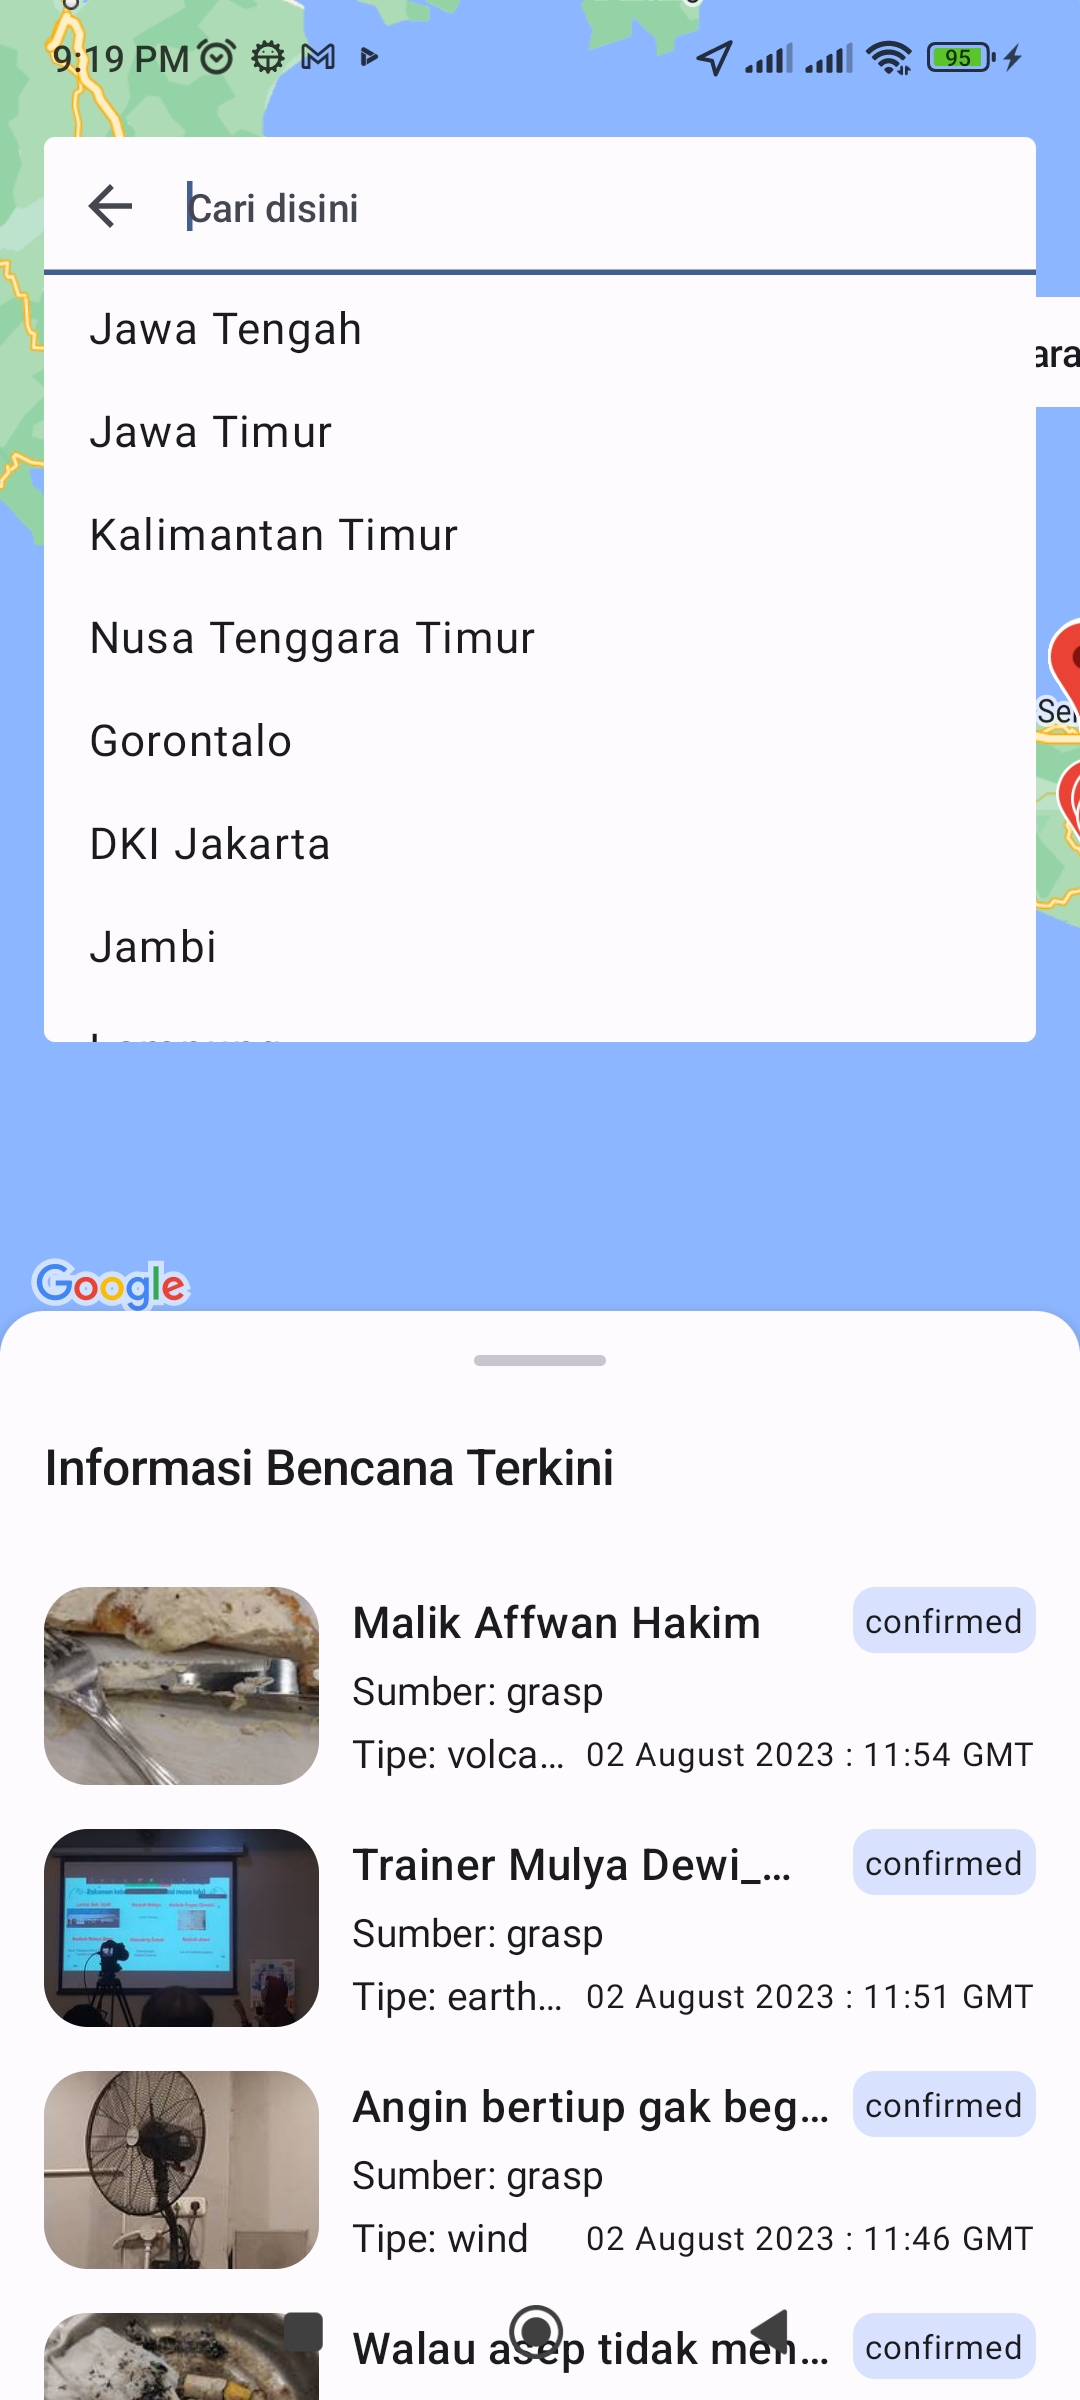 9:19 PM
95
Cari disini
Jawa Tengah
ara
Jawa Timur
Kalimantan Timur
Nusa Tenggara Timur
Gorontalo
DKI Jakarta
Jambi
Google
Informasi Bencana Terkini
Malik Affwan Hakim
confirmed
Sumber: grasp
Tipe: volca... 02 August 2023 : 11:54 GMT
Trainer Mulya Dewi_...
confirmed
Sumber: grasp
Tipe: earth... 02 August 2023 : 11:51 GMT
Angin bertiup gak beg...
confirmed
Sumber: grasp
Tipe: wind 02 August 2023 : 11:46 GMT
Walau asep tidak men...
confirmed